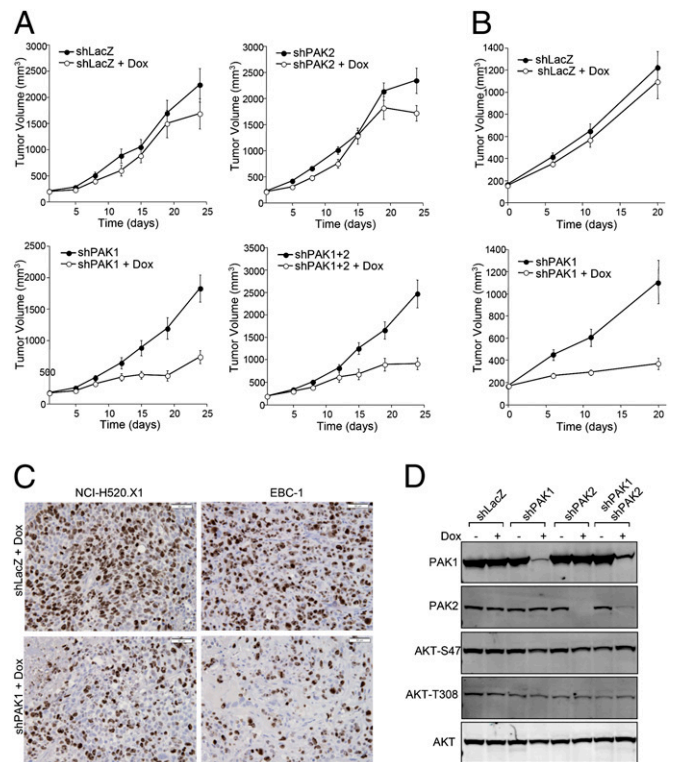 A
B
shLacZ
shLacZ + Dox
Tumor Volume (mm3)
3000
2500
2000
1500
1000
500
0
5 10 15 20 25
Time (days)
shPAK2
shPAK2 + Dox
Tumor Volume (mm3)
3000
2500
2000
1500
1000
500
0
5 10 15 20 25
Time (days)
shLacZ
shLacZ + Dox
Tumor Volume (mm3)
1400
1200
1000
800
600
400
200
0
0 5 10 15 20
Time (days)
shPAK1
shPAK1 + Dox
Tumor Volume (mm3)
2500
2000
1500
1000
500
0
5 10 15 20 25
Time (days)
shPAK1+2
shPAK1+2 + Dox
Tumor Volume (mm3)
3500
3000
2500
2000
1500
1000
500
0
5 10 15 20 25
Time (days)
shPAK1
shPAK1 + Dox
Tumor Volume (mm3)
1400
1200
1000
800
600
400
200
0
0 5 10 15 20
Time (days)
C
NCI-H520.X1 EBC-1
shLacZ + Dox
shPAK1 + Dox
D
shLacZ shPAK1 shPAK2 shPAK1
shPAK2
Dox - + - + - + - +
PAK1
PAK2
AKT-S47
AKT-T308
AKT